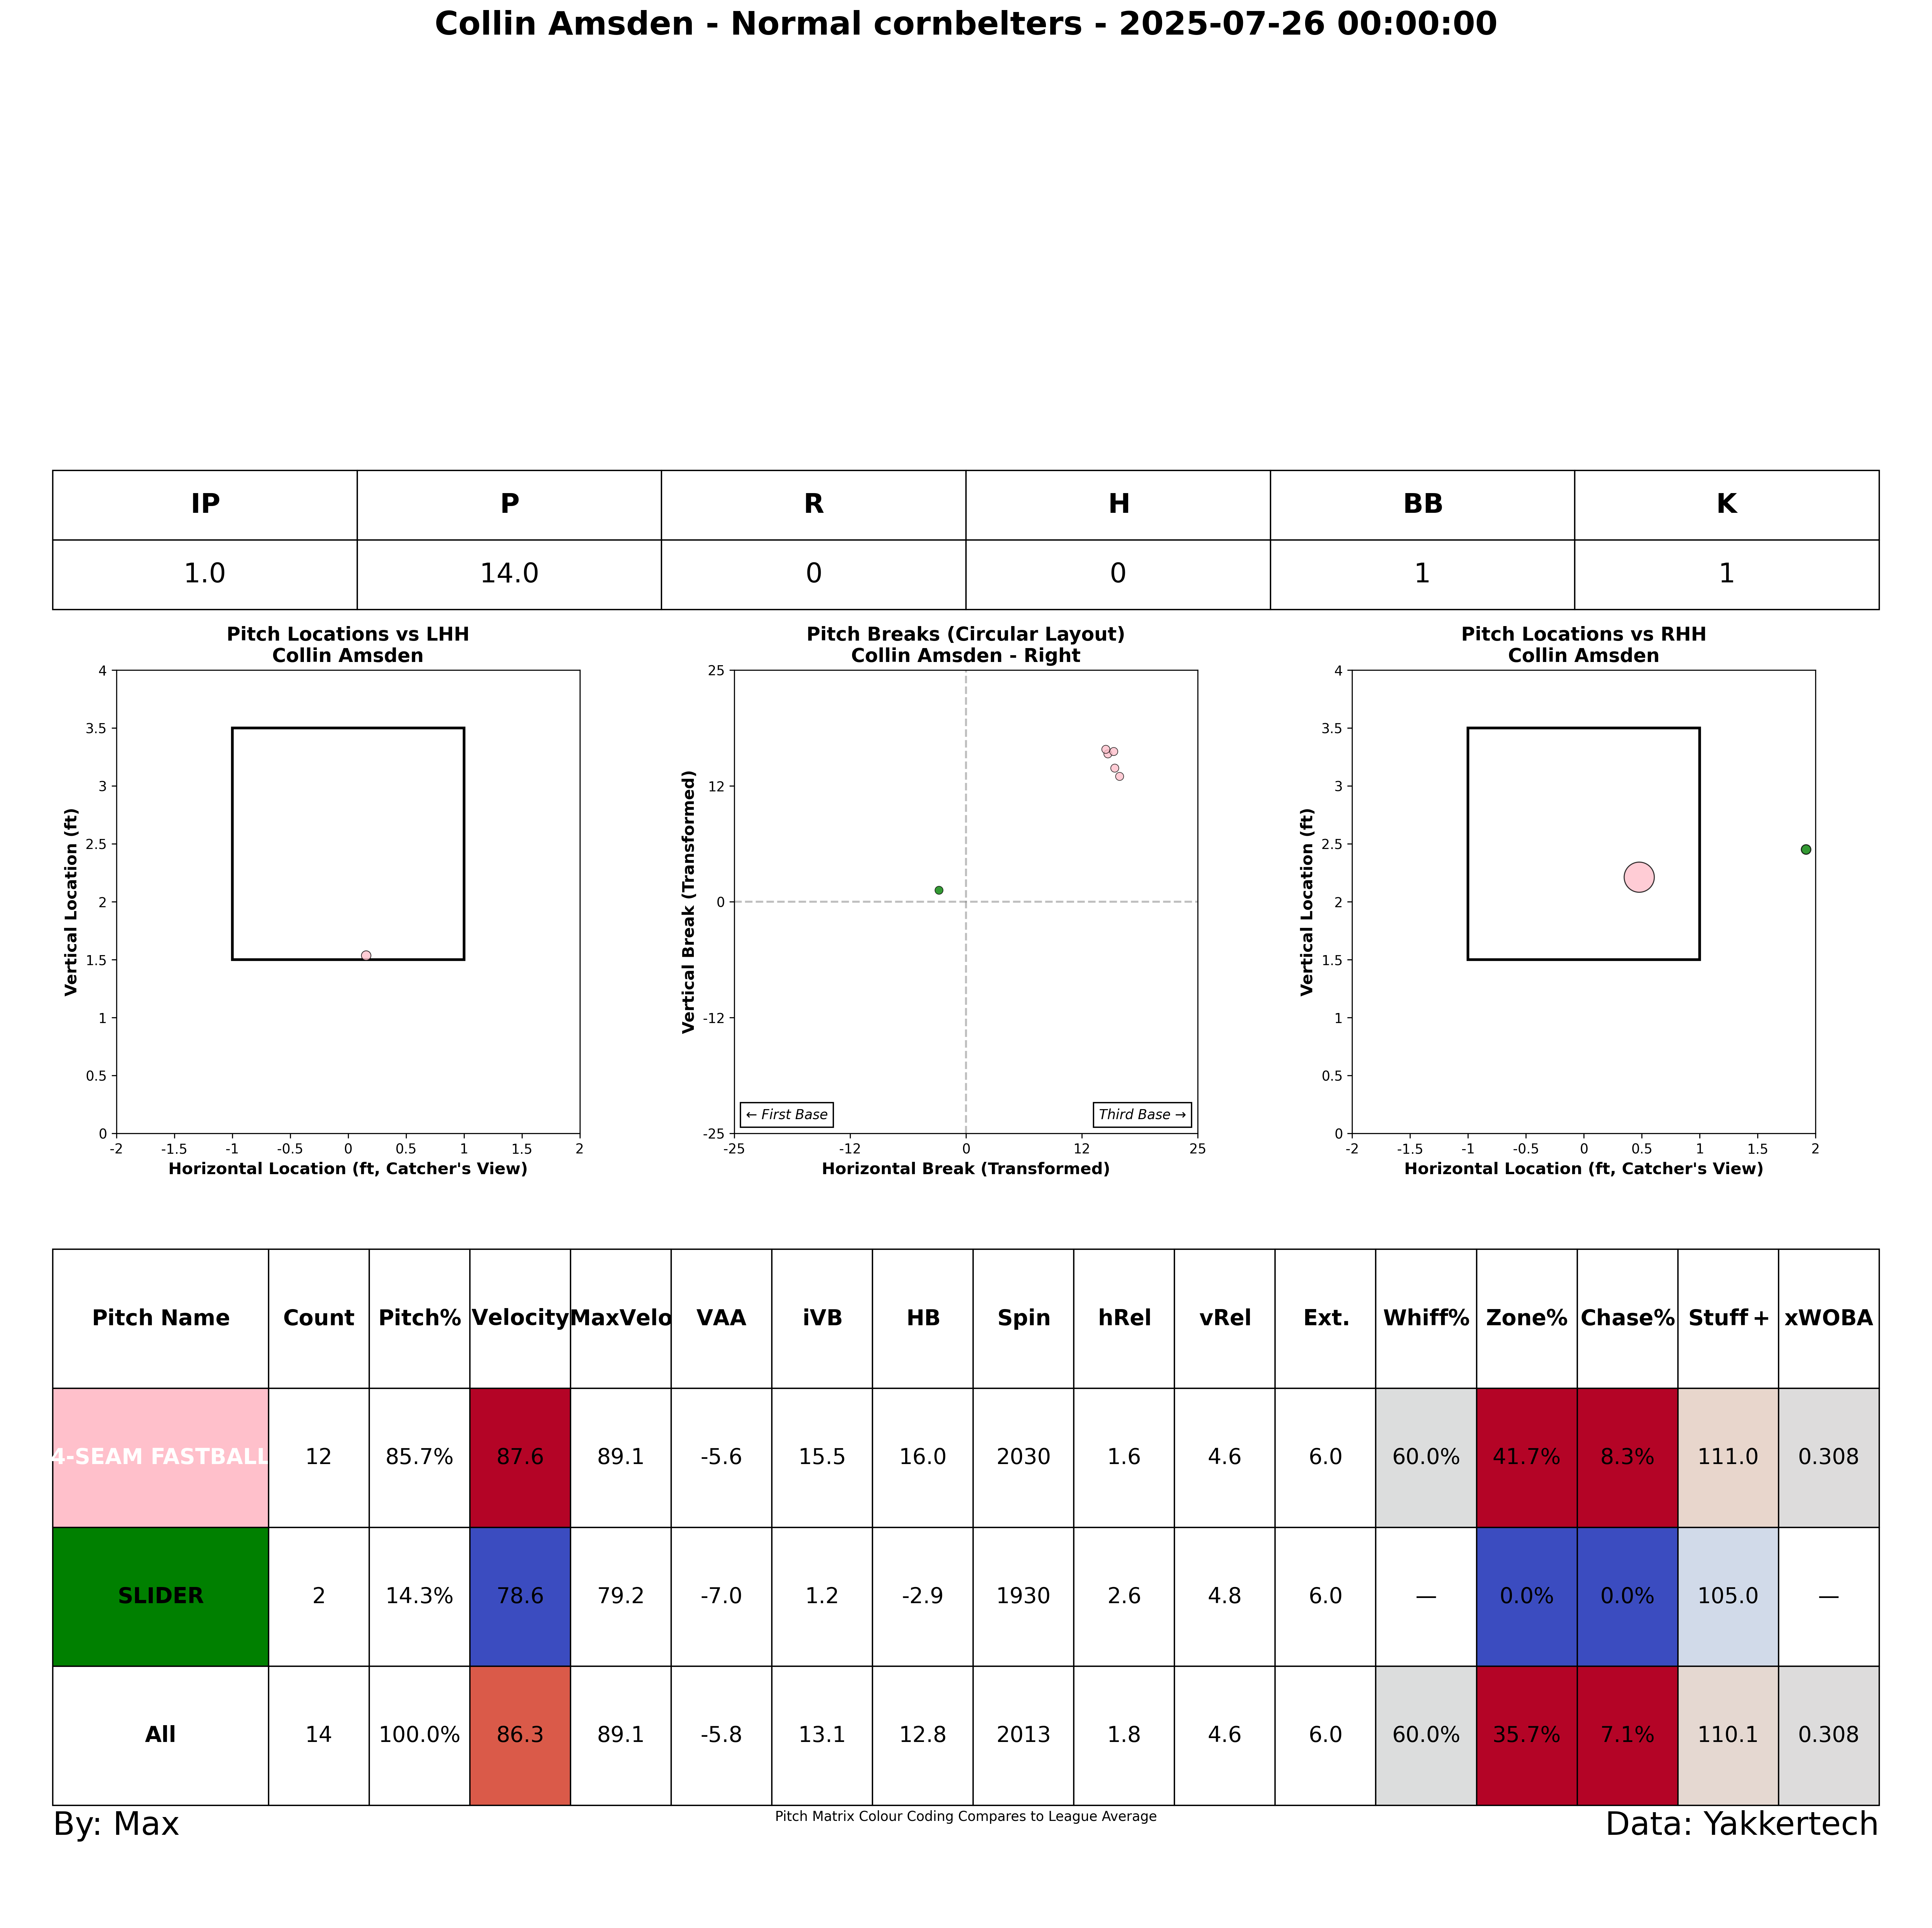 Collin Amsden - Normal cornbelters - 2025-07-26 00:00:00
IP P R H BB K
1.0 14.0 0 0 1 1
Pitch Locations vs LHH
Collin Amsden
4
3.5
3
2.5
2
1.5
1
0.5
0
-2 -1.5 -1 -0.5 0 0.5 1 1.5 2
Vertical Location (ft)
Horizontal Location (ft, Catcher's View)
Pitch Breaks (Circular Layout)
Collin Amsden - Right
25
12
0
-12
-25
-25 -12 0 12 25
← First Base
Third Base →
Vertical Break (Transformed)
Horizontal Break (Transformed)
Pitch Locations vs RHH
Collin Amsden
4
3.5
3
2.5
2
1.5
1
0.5
0
-2 -1.5 -1 -0.5 0 0.5 1 1.5 2
Vertical Location (ft)
Horizontal Location (ft, Catcher's View)
Pitch Name Count Pitch% Velocity MaxVelo VAA iVB HB Spin hRel vRel Ext. Whiff% Zone% Chase% Stuff+ xWOBA
4-SEAM FASTBALL 12 85.7% 87.6 89.1 -5.6 15.5 16.0 2030 1.6 4.6 6.0 60.0% 41.7% 8.3% 111.0 0.308
SLIDER 2 14.3% 78.6 79.2 -7.0 1.2 -2.9 1930 2.6 4.8 6.0 — 0.0% 0.0% 105.0 —
All 14 100.0% 86.3 89.1 -5.8 13.1 12.8 2013 1.8 4.6 6.0 60.0% 35.7% 7.1% 110.1 0.308
By: Max
Pitch Matrix Colour Coding Compares to League Average
Data: Yakkertech